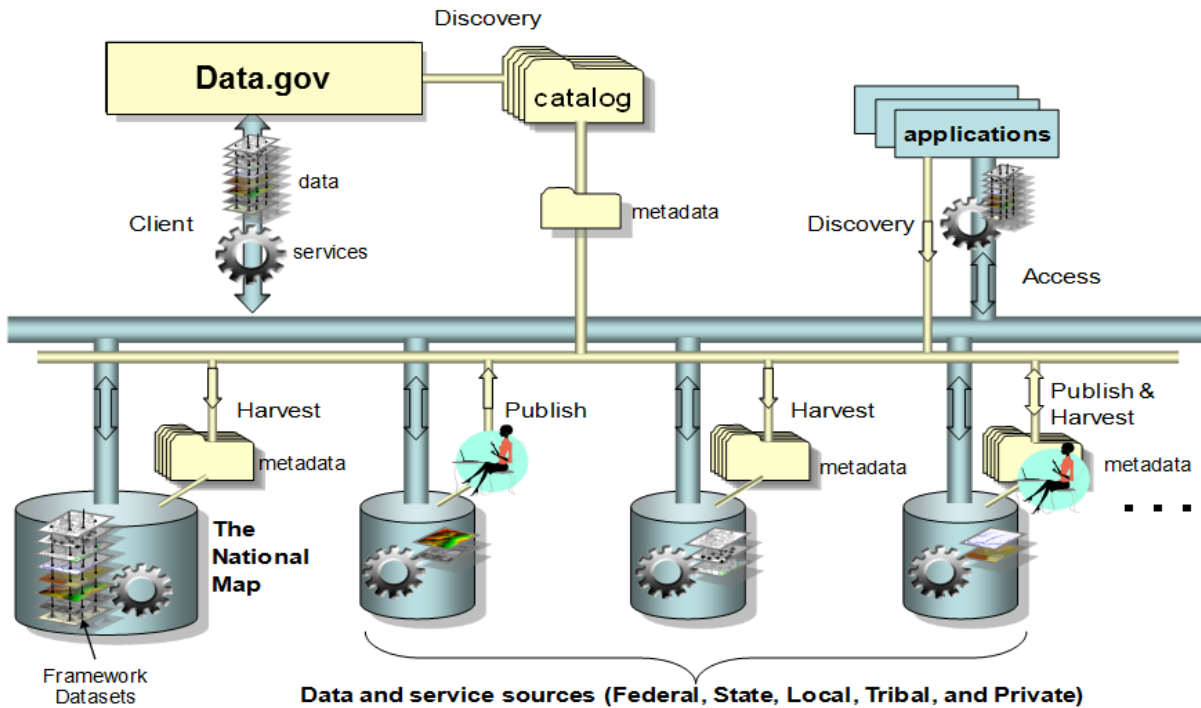 Discovery
Data.gov
catalog
applications
data
Client
metadata
Discovery
services
Access
Harvest
Publish
Harvest
Publish &
Harvest
metadata
metadata
metadata
The
National
Map
. . .
Framework
Datasets
Data and service sources (Federal, State, Local, Tribal, and Private)